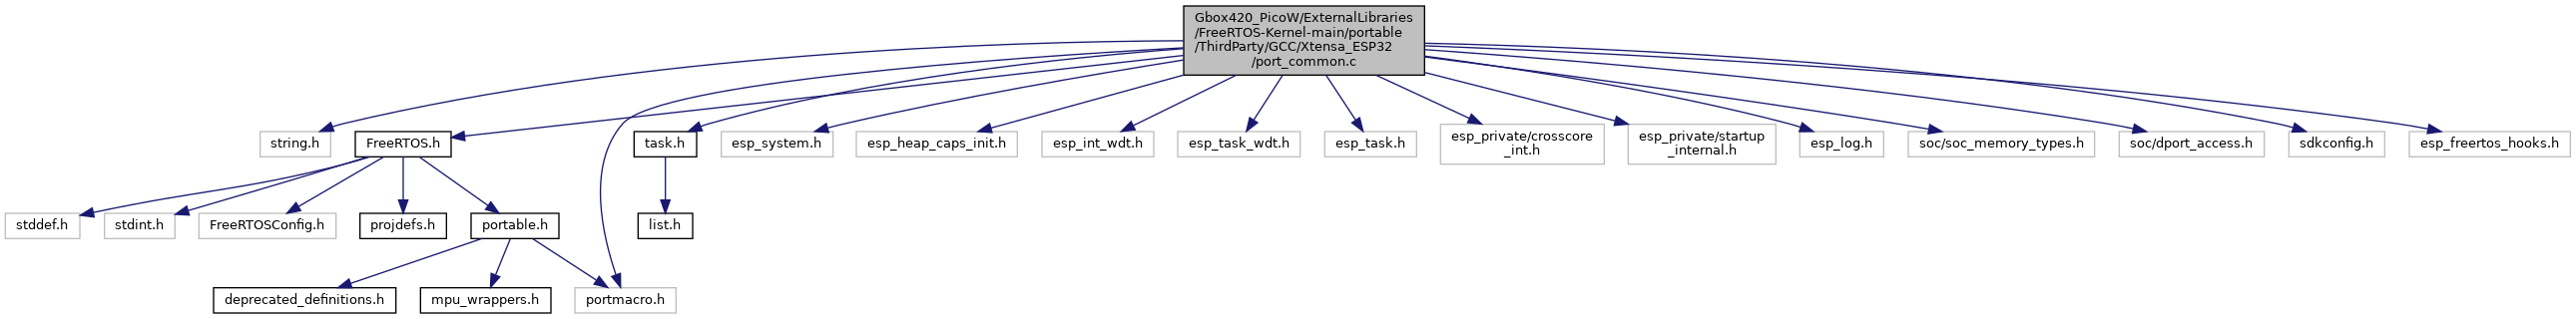 Gbox420_PicoW/ExternalLibraries
/FreeRTOS-Kernel-main/portable
/ThirdParty/GCC/Xtensa_ESP32
/port_common.c
string.h
FreeRTOS.h
task.h
esp_system.h
esp_heap_caps_init.h
esp_int_wdt.h
esp_task_wdt.h
esp_task.h
esp_private/crosscore
_int.h
esp_private/startup
_internal.h
esp_log.h
soc/soc_memory_types.h
soc/dport_access.h
sdkconfig.h
esp_freertos_hooks.h
stddef.h
stdint.h
FreeRTOSConfig.h
projdefs.h
portable.h
list.h
deprecated_definitions.h
mpu_wrappers.h
portmacro.h